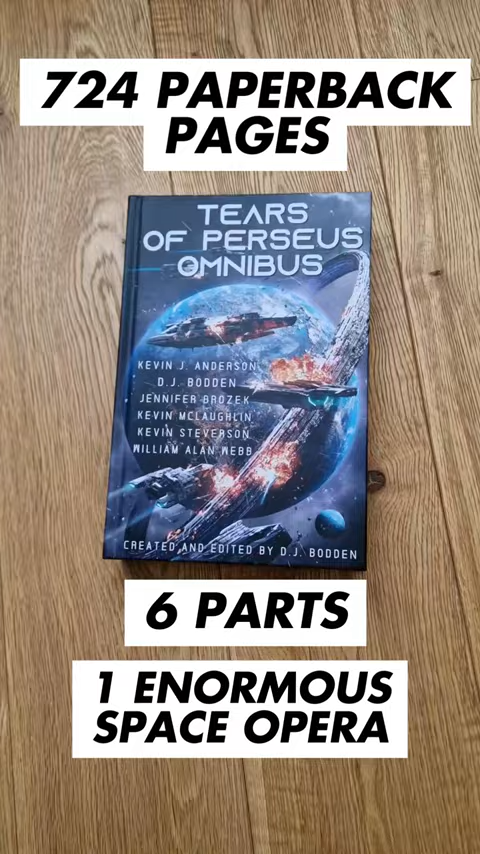 724 PAPERBACK
PAGES
TEARS
OF PERSEUS
OMNIBUS
KEVIN J. ANDERSON
D.J. BODDEN
JENNIFER BROZEK
KEVIN MCLAUGHLIN
KEVIN STEVERSON
WILLIAM ALAN WEBB
CREATED AND EDITED BY D.J. BODDEN
6 PARTS
1 ENORMOUS
SPACE OPERA